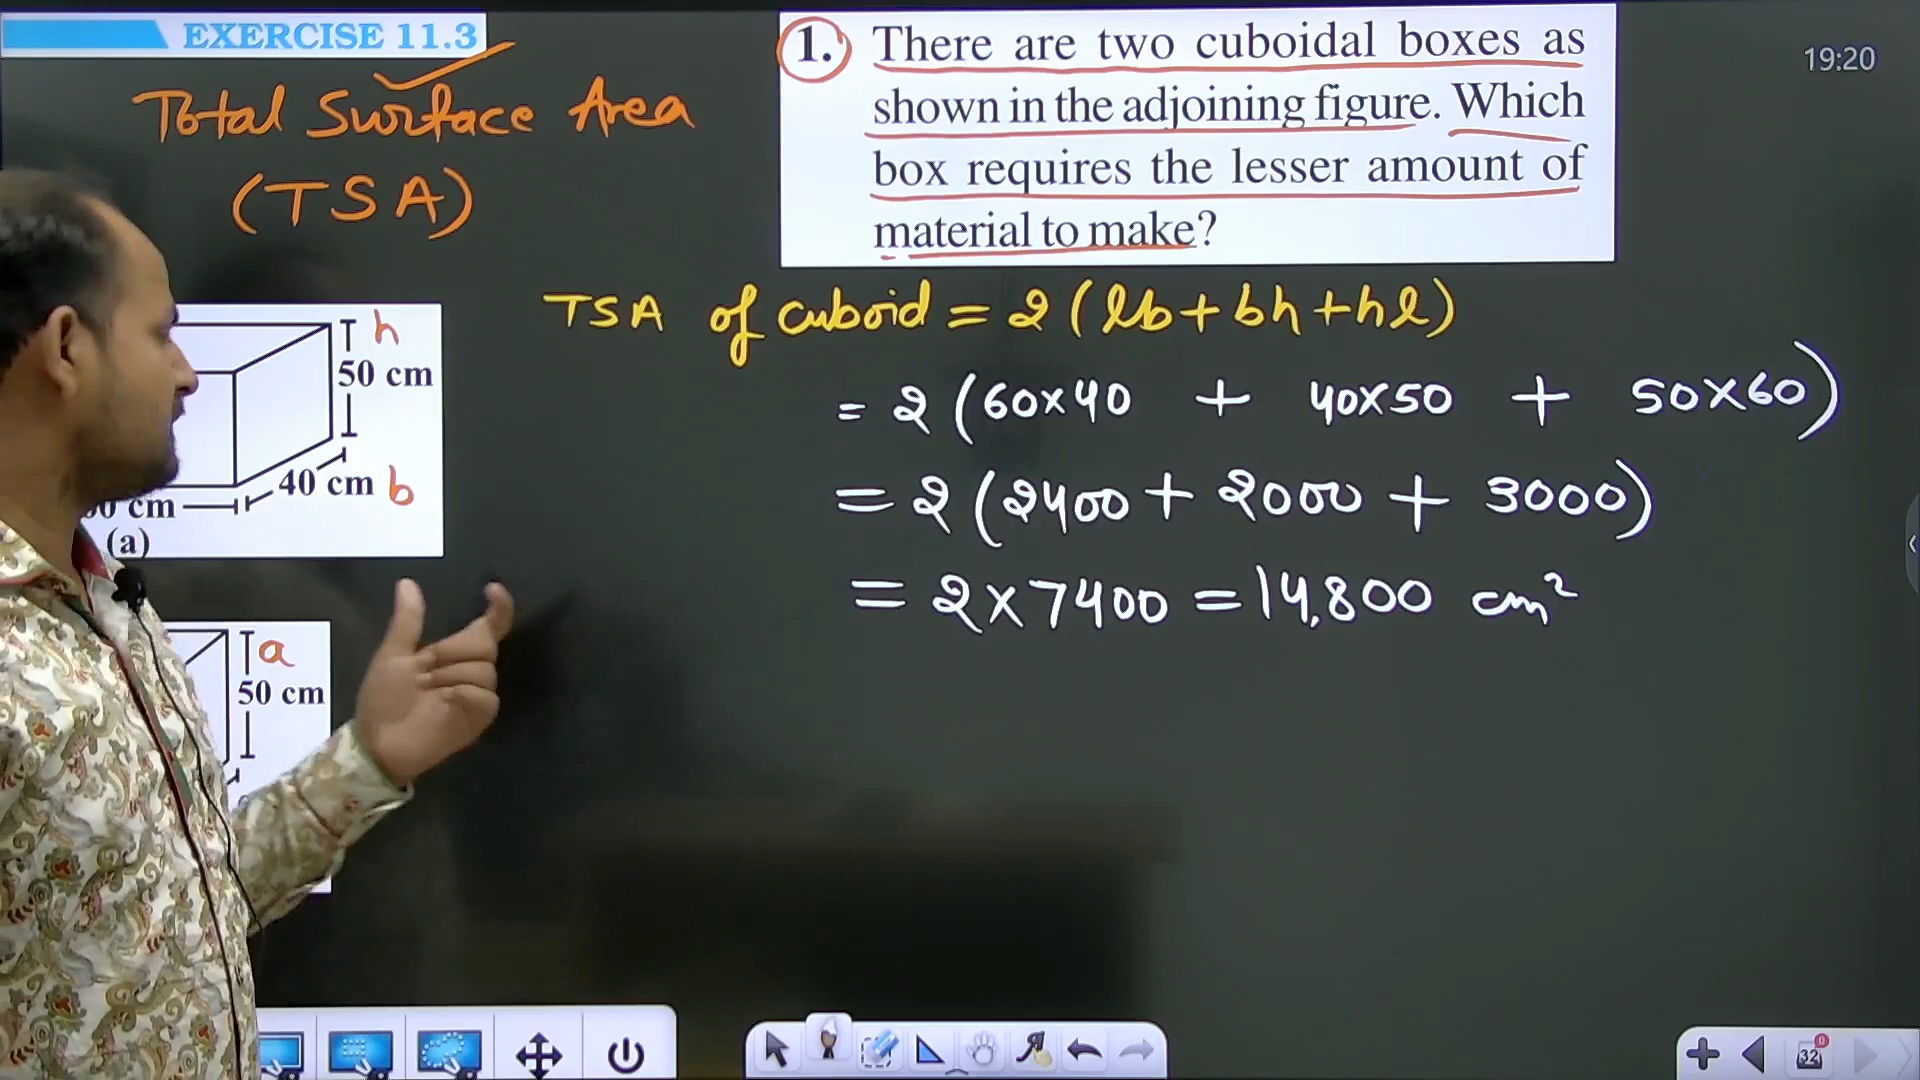 EXERCISE 11.3
Total Surface Area
(TSA)
1. There are two cuboidal boxes as
shown in the adjoining figure. Which
box requires the lesser amount of
material to make?
19:20
TSA of cuboid = 2 (lb + bh + hl)
= 2 (60×40 + 40×50 + 50×60)
= 2 (2400 + 2000 + 3000)
= 2 × 7400 = 14,800 cm²
h
50 cm
40 cm b
cm
(a)
a
50 cm
32
0